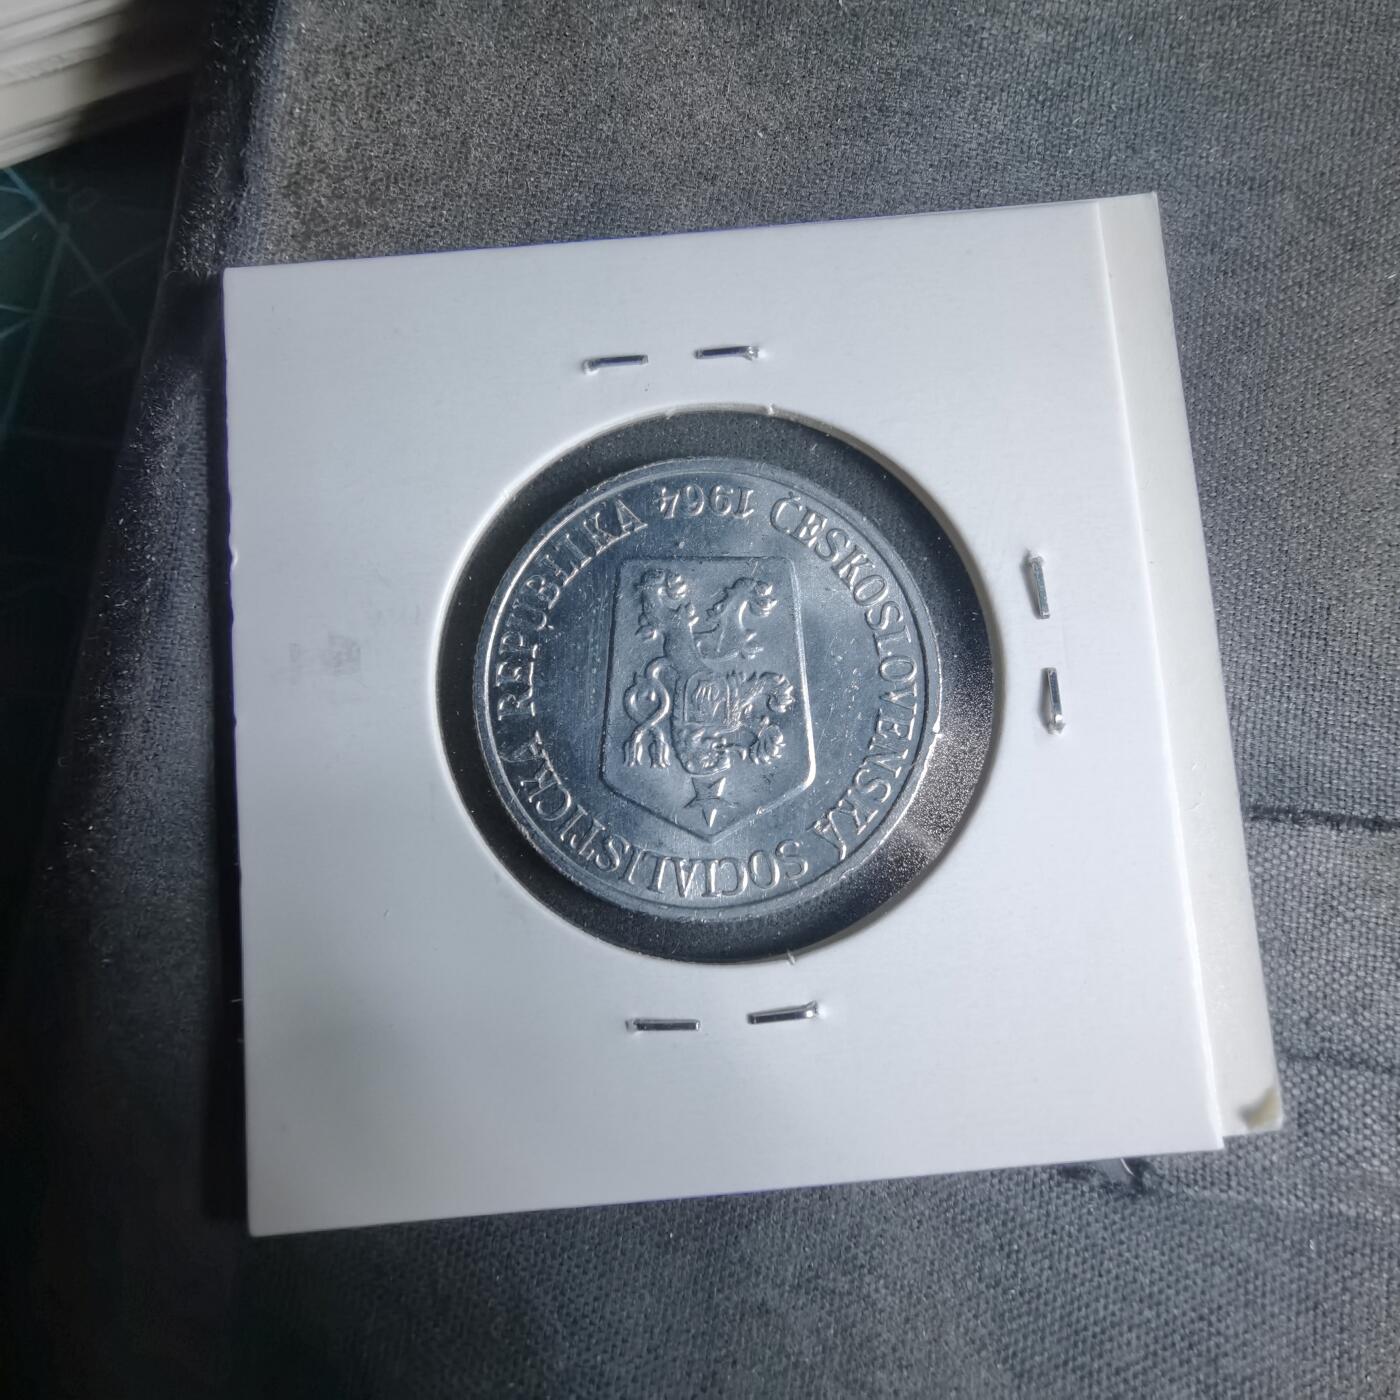 ČESKOSLOVENSKÁ SOCIALISTICKÁ REPUBLIKA
1964